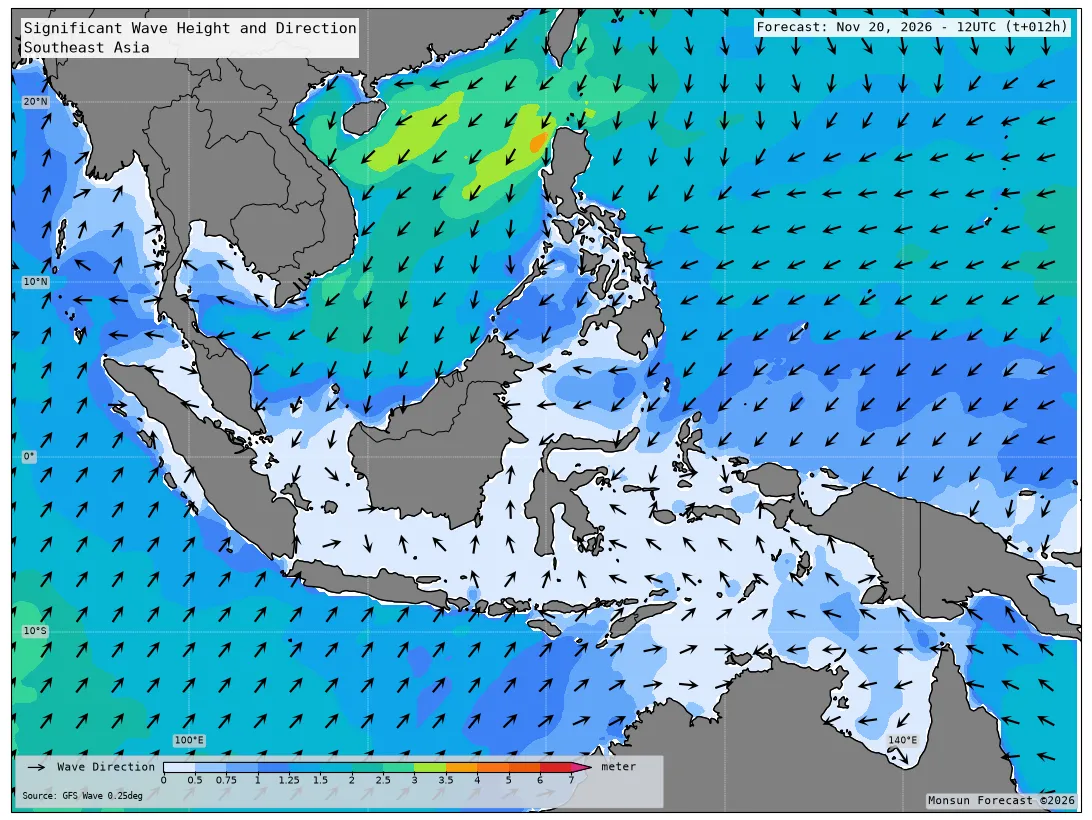 Significant Wave Height and Direction
Southeast Asia
Forecast: Nov 20, 2026 - 12UTC (t+012h)
20°N
10°N
0°
10°S
100°E
140°E
Wave Direction
meter
0 0.5 0.75 1 1.25 1.5 2 2.5 3 3.5 4 5 6 7
Source: GFS Wave 0.25deg
Monsun Forecast ©2026